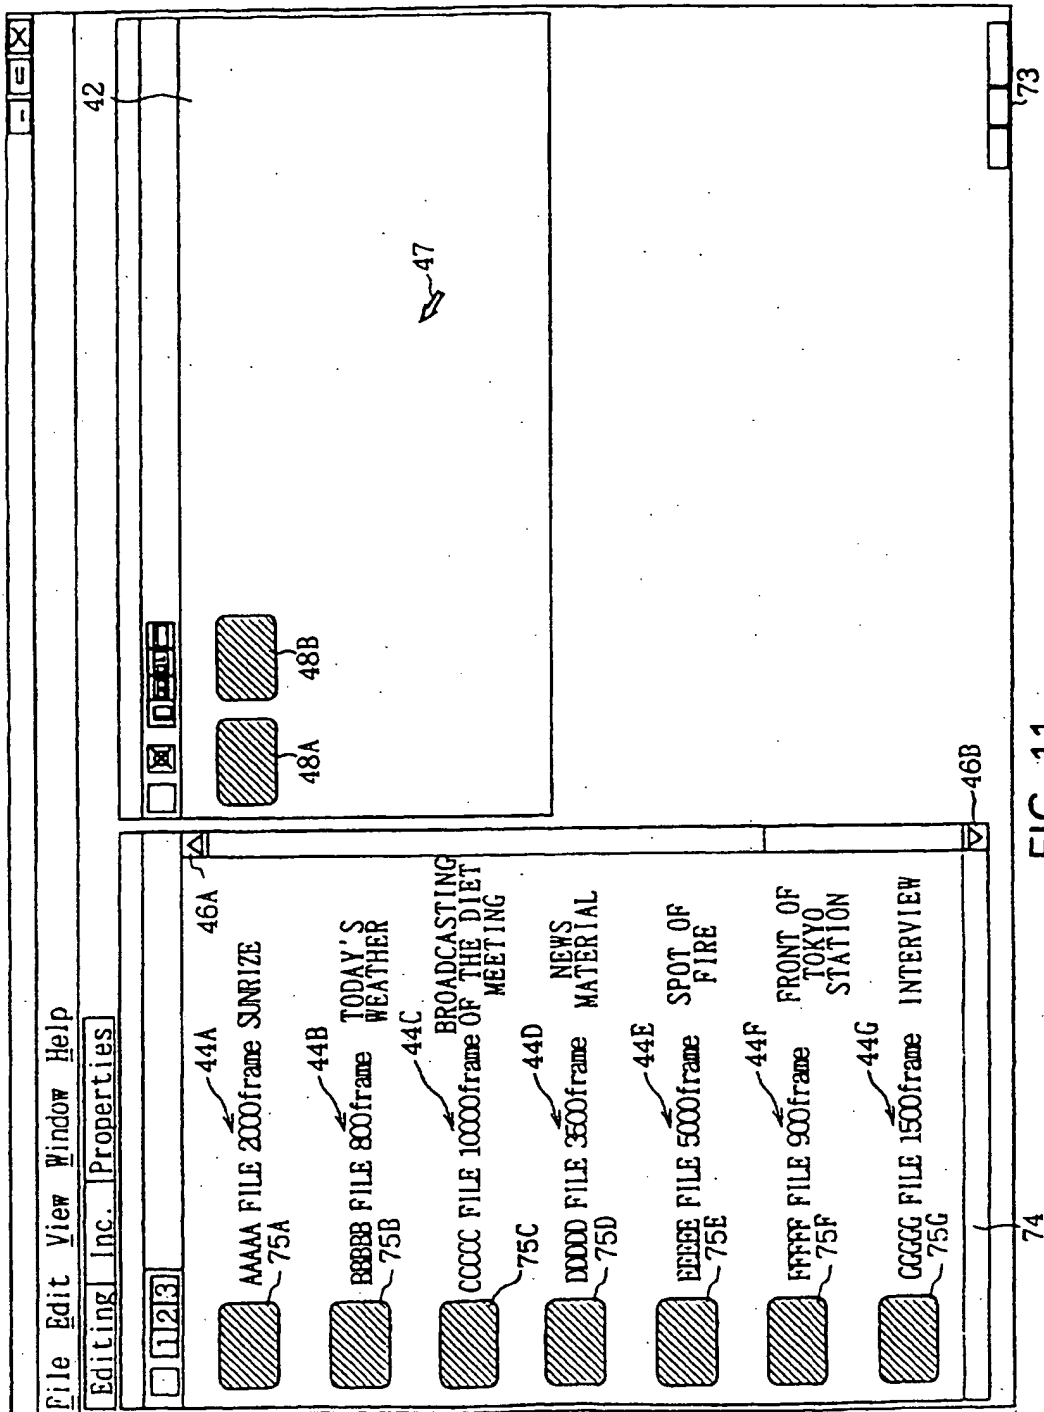 File Edit View Window Help
Editing Inc. Properties
1 2 3
42
46A
44A
AAAAA FILE 2000frame SUNRIZE
75A
44B
BBBBB FILE 800frame TODAY'S
WEATHER
75B
44C
BROADCASTING
CCCCC FILE 10000frame OF THE DIET
MEETING
75C
44D
DDDDD FILE 3500frame NEWS
MATERIAL
75D
44E
EEEEE FILE 5000frame SPOT OF
FIRE
75E
44F
FFFFF FILE 900frame FRONT OF
TOKYO
STATION
75F
44G
GGGGG FILE 1500frame INTERVIEW
75G
46B
74
48A
48B
47
73
FIG. 11